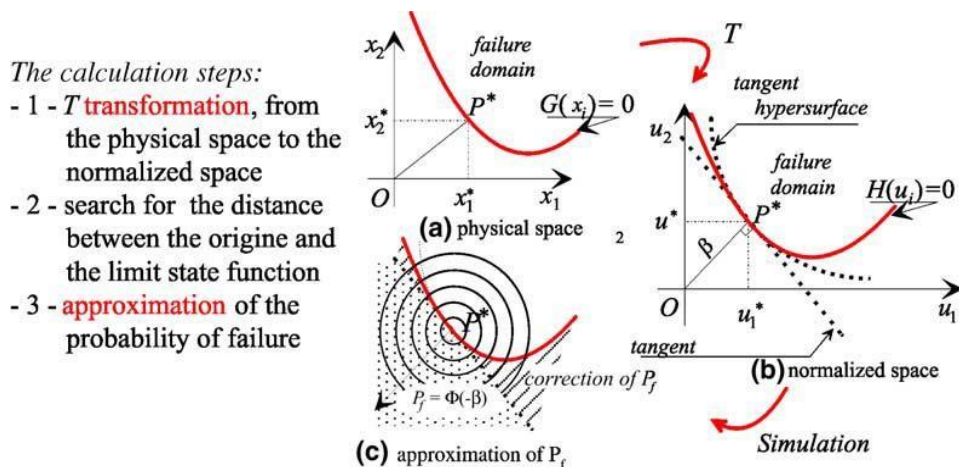 The calculation steps:
- 1 - T transformation, from
the physical space to the
normalized space
- 2 - search for the distance
between the origine and
the limit state function
- 3 - approximation of the
probability of failure
x2
failure
domain
P*
G(xi)=0
x2*
O
x1*
x1
(a) physical space
T
tangent
hypersurface
u2
failure
domain
H(ui)=0
u*
2
P*
β
O
u1*
u1
tangent
(b) normalized space
P*
correction of Pf
Pf = Φ(-β)
(c) approximation of Pf
Simulation